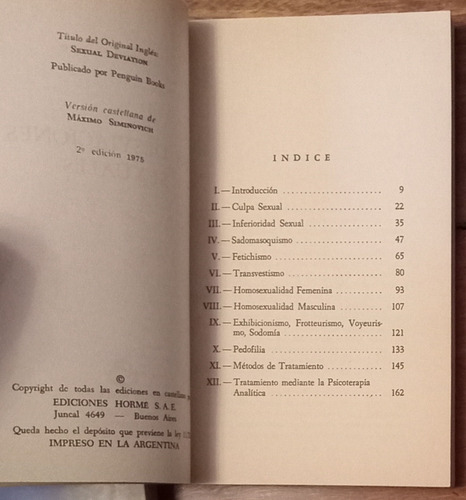 Título del Original Inglés:
SEXUAL DEVIATION
Publicado por Penguin Books
Versión castellana de
MÁXIMO SIMINOVICH
2ª edición 1978
©
Copyright de todas las ediciones en castellano
EDICIONES HORMÉ S.A.E.
Juncal 4649 — Buenos Aires
Queda hecho el depósito que previene la ley
IMPRESO EN LA ARGENTINA
INDICE
I. — Introducción ........................ 9
II. — Culpa Sexual ........................ 22
III. — Inferioridad Sexual ........................ 35
IV. — Sadomasoquismo ........................ 47
V. — Fetichismo ........................ 65
VI. — Transvestismo ........................ 80
VII. — Homosexualidad Femenina ........................ 93
VIII. — Homosexualidad Masculina ........................ 107
IX. — Exhibicionismo, Frotteurismo, Voyeuris-
mo, Sodomía ........................ 121
X. — Pedofilia ........................ 133
XI. — Métodos de Tratamiento ........................ 145
XII. — Tratamiento mediante la Psicoterapia
Analítica ........................ 162